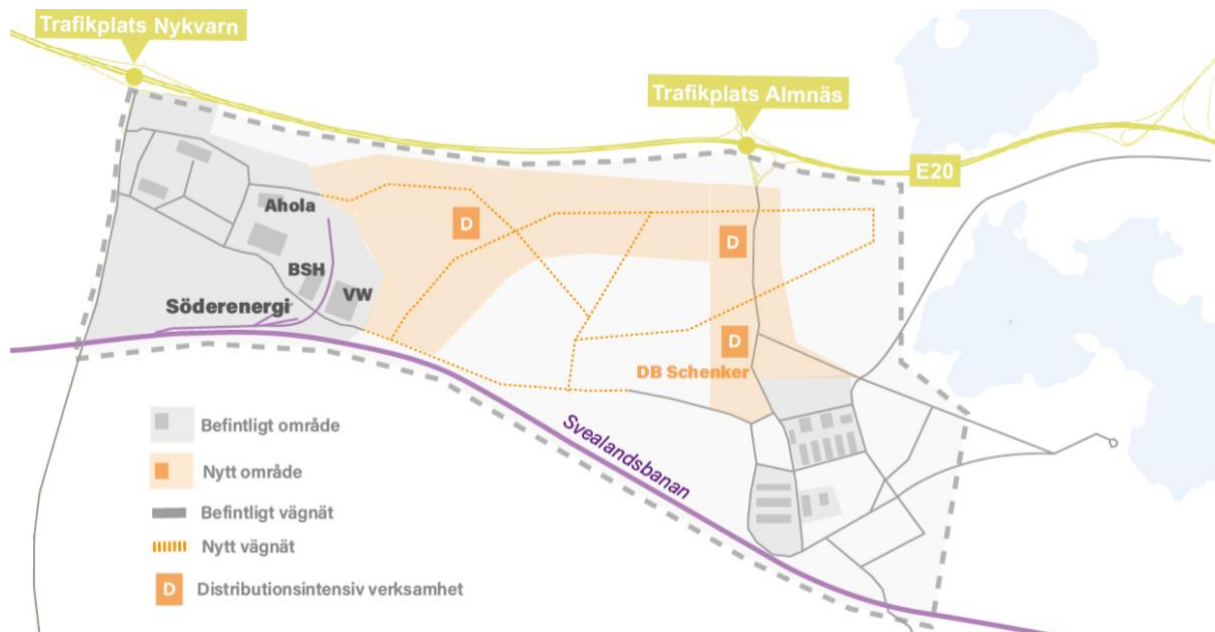 Trafikplats Nykvarn
Trafikplats Almnäs
E20
Ahola
D
D
BSH
VW
Söderenergi
D
DB Schenker
Svealandsbanan
Befintligt område
Nytt område
Befintligt vägnät
Nytt vägnät
D Distributionsintensiv verksamhet